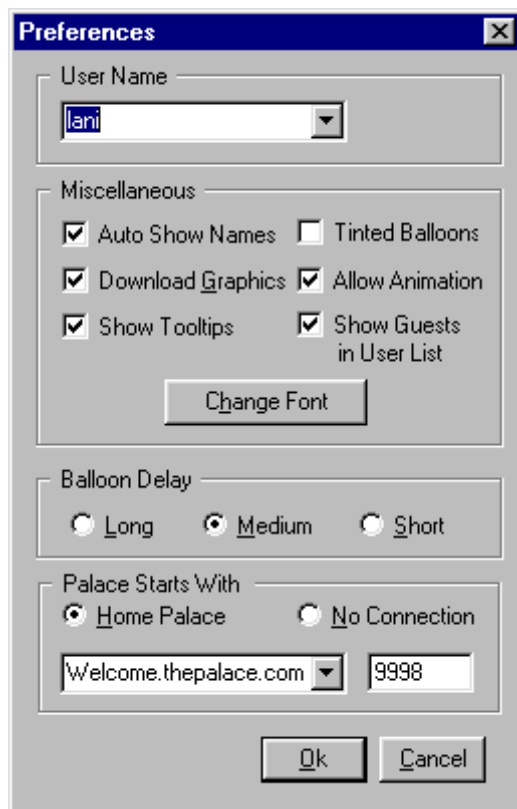 Preferences
User Name
lani
Miscellaneous
Auto Show Names
Tinted Balloons
Download Graphics
Allow Animation
Show Tooltips
Show Guests
in User List
Change Font
Balloon Delay
Long
Medium
Short
Palace Starts With
Home Palace
No Connection
Welcome.thepalace.com
9998
Ok
Cancel